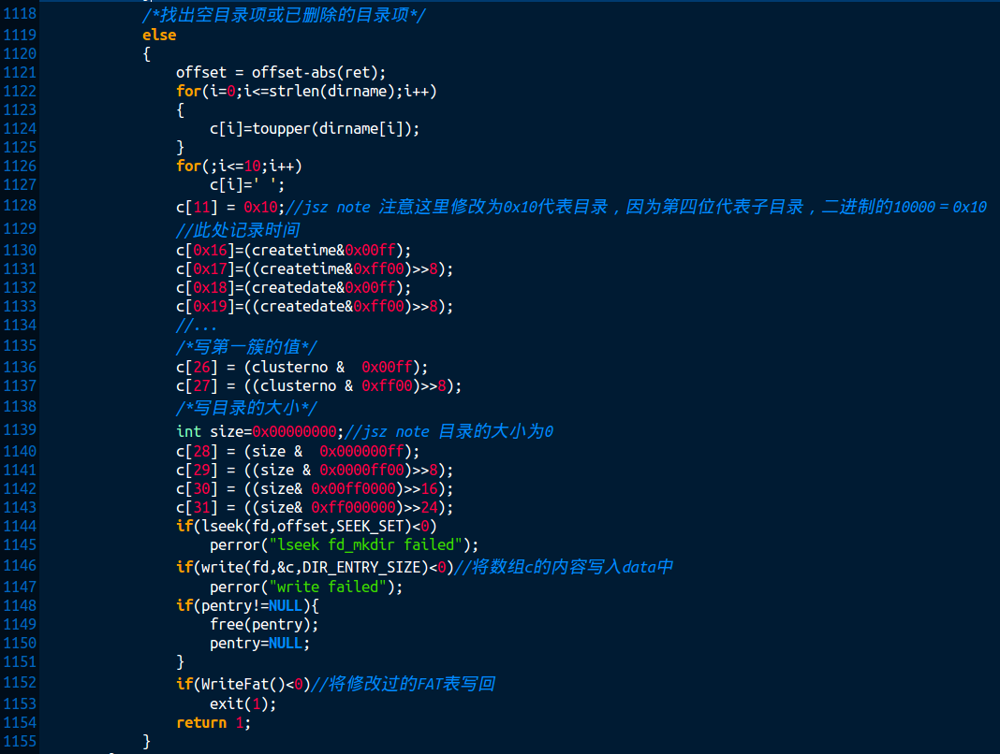 1118 /*找出空目录项或已删除的目录项*/
1119 else
1120 {
1121 offset = offset-abs(ret);
1122 for(i=0;i<=strlen(dirname);i++)
1123 {
1124 c[i]=toupper(dirname[i]);
1125 }
1126 for(;i<=10;i++)
1127 c[i]=' ';
1128 c[11] = 0x10;//jsz note 注意这里修改为0x10代表目录，因为第四位代表子目录，二进制的10000 = 0x10
1129 //此处记录时间
1130 c[0x16]=(createtime&0x00ff);
1131 c[0x17]=((createtime&0xff00)>>8);
1132 c[0x18]=(createdate&0x00ff);
1133 c[0x19]=((createdate&0xff00)>>8);
1134 //...
1135 /*写第一簇的值*/
1136 c[26] = (clusterno &  0x00ff);
1137 c[27] = ((clusterno & 0xff00)>>8);
1138 /*写目录的大小*/
1139 int size=0x00000000;//jsz note 目录的大小为0
1140 c[28] = (size &  0x000000ff);
1141 c[29] = ((size & 0x0000ff00)>>8);
1142 c[30] = ((size& 0x00ff0000)>>16);
1143 c[31] = ((size& 0xff000000)>>24);
1144 if(lseek(fd,offset,SEEK_SET)<0)
1145 perror("lseek fd_mkdir failed");
1146 if(write(fd,&c,DIR_ENTRY_SIZE)<0)//将数组c的内容写入data中
1147 perror("write failed");
1148 if(pentry!=NULL){
1149 free(pentry);
1150 pentry=NULL;
1151 }
1152 if(WriteFat()<0)//将修改过的FAT表写回
1153 exit(1);
1154 return 1;
1155 }